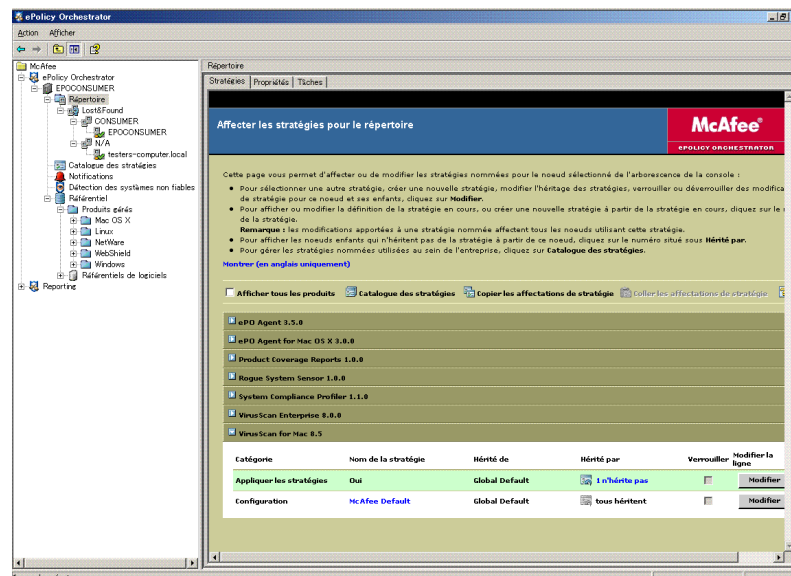 ePolicy Orchestrator
Action Afficher
McAfee
ePolicy Orchestrator
EPOCONSUMER
Répertoire
Lost&Found
CONSUMER
EPOCONSUMER
N/A
testers-computer.local
Catalogue des stratégies
Notifications
Détection des systèmes non fiables
Référentiel
Produits gérés
Mac OS X
Linux
NetWare
WebShield
Windows
Référentiels de logiciels
Reporting
Répertoire
Stratégies Propriétés Tâches
Affecter les stratégies pour le répertoire
McAfee®
EPOLICY ORCHESTRATOR
Cette page vous permet d'affecter ou de modifier les stratégies nommées pour le noeud sélectionné de l'arborescence de la console :
• Pour sélectionner une autre stratégie, créer une nouvelle stratégie, modifier l'héritage des stratégies, verrouiller ou déverrouiller des modifica
de stratégie pour ce noeud et ses enfants, cliquez sur Modifier.
• Pour afficher ou modifier la définition de la stratégie en cours, ou créer une nouvelle stratégie à partir de la stratégie en cours, cliquez sur le
de la stratégie.
Remarque : les modifications apportées à une stratégie nommée affectent tous les noeuds utilisant cette stratégie.
• Pour afficher les noeuds enfants qui n'héritent pas de la stratégie à partir de ce noeud, cliquez sur le numéro situé sous Hérité par.
• Pour gérer les stratégies nommées utilisées au sein de l'entreprise, cliquez sur Catalogue des stratégies.
Montrer (en anglais uniquement)
Afficher tous les produits Catalogue des stratégies Copier les affectations de stratégie Coller les affectations de stratégie
ePO Agent 3.5.0
ePO Agent for Mac OS X 3.0.0
Product Coverage Reports 1.0.0
Rogue System Sensor 1.0.0
System Compliance Profiler 1.1.0
VirusScan Enterprise 8.0.0
VirusScan for Mac 8.5
Catégorie Nom de la stratégie Hérité de Hérité par Verrouiller Modifier la ligne
Appliquer les stratégies Oui Global Default 1 n'hérite pas Modifier
Configuration McAfee Default Global Default tous héritent Modifier